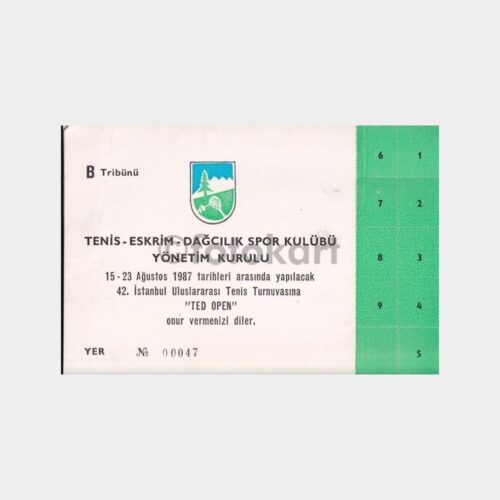 B Tribünü
TENİS - ESKRİM - DAĞCILIK SPOR KULÜBÜ
YÖNETİM KURULU
15 - 23 Ağustos 1987 tarihleri arasında yapılacak
42. İstanbul Uluslararası Tenis Turnuvasına
"TED OPEN"
onur vermenizi diler.
YER № 00047
6 1
7 2
8 3
9 4
5
©fotokart